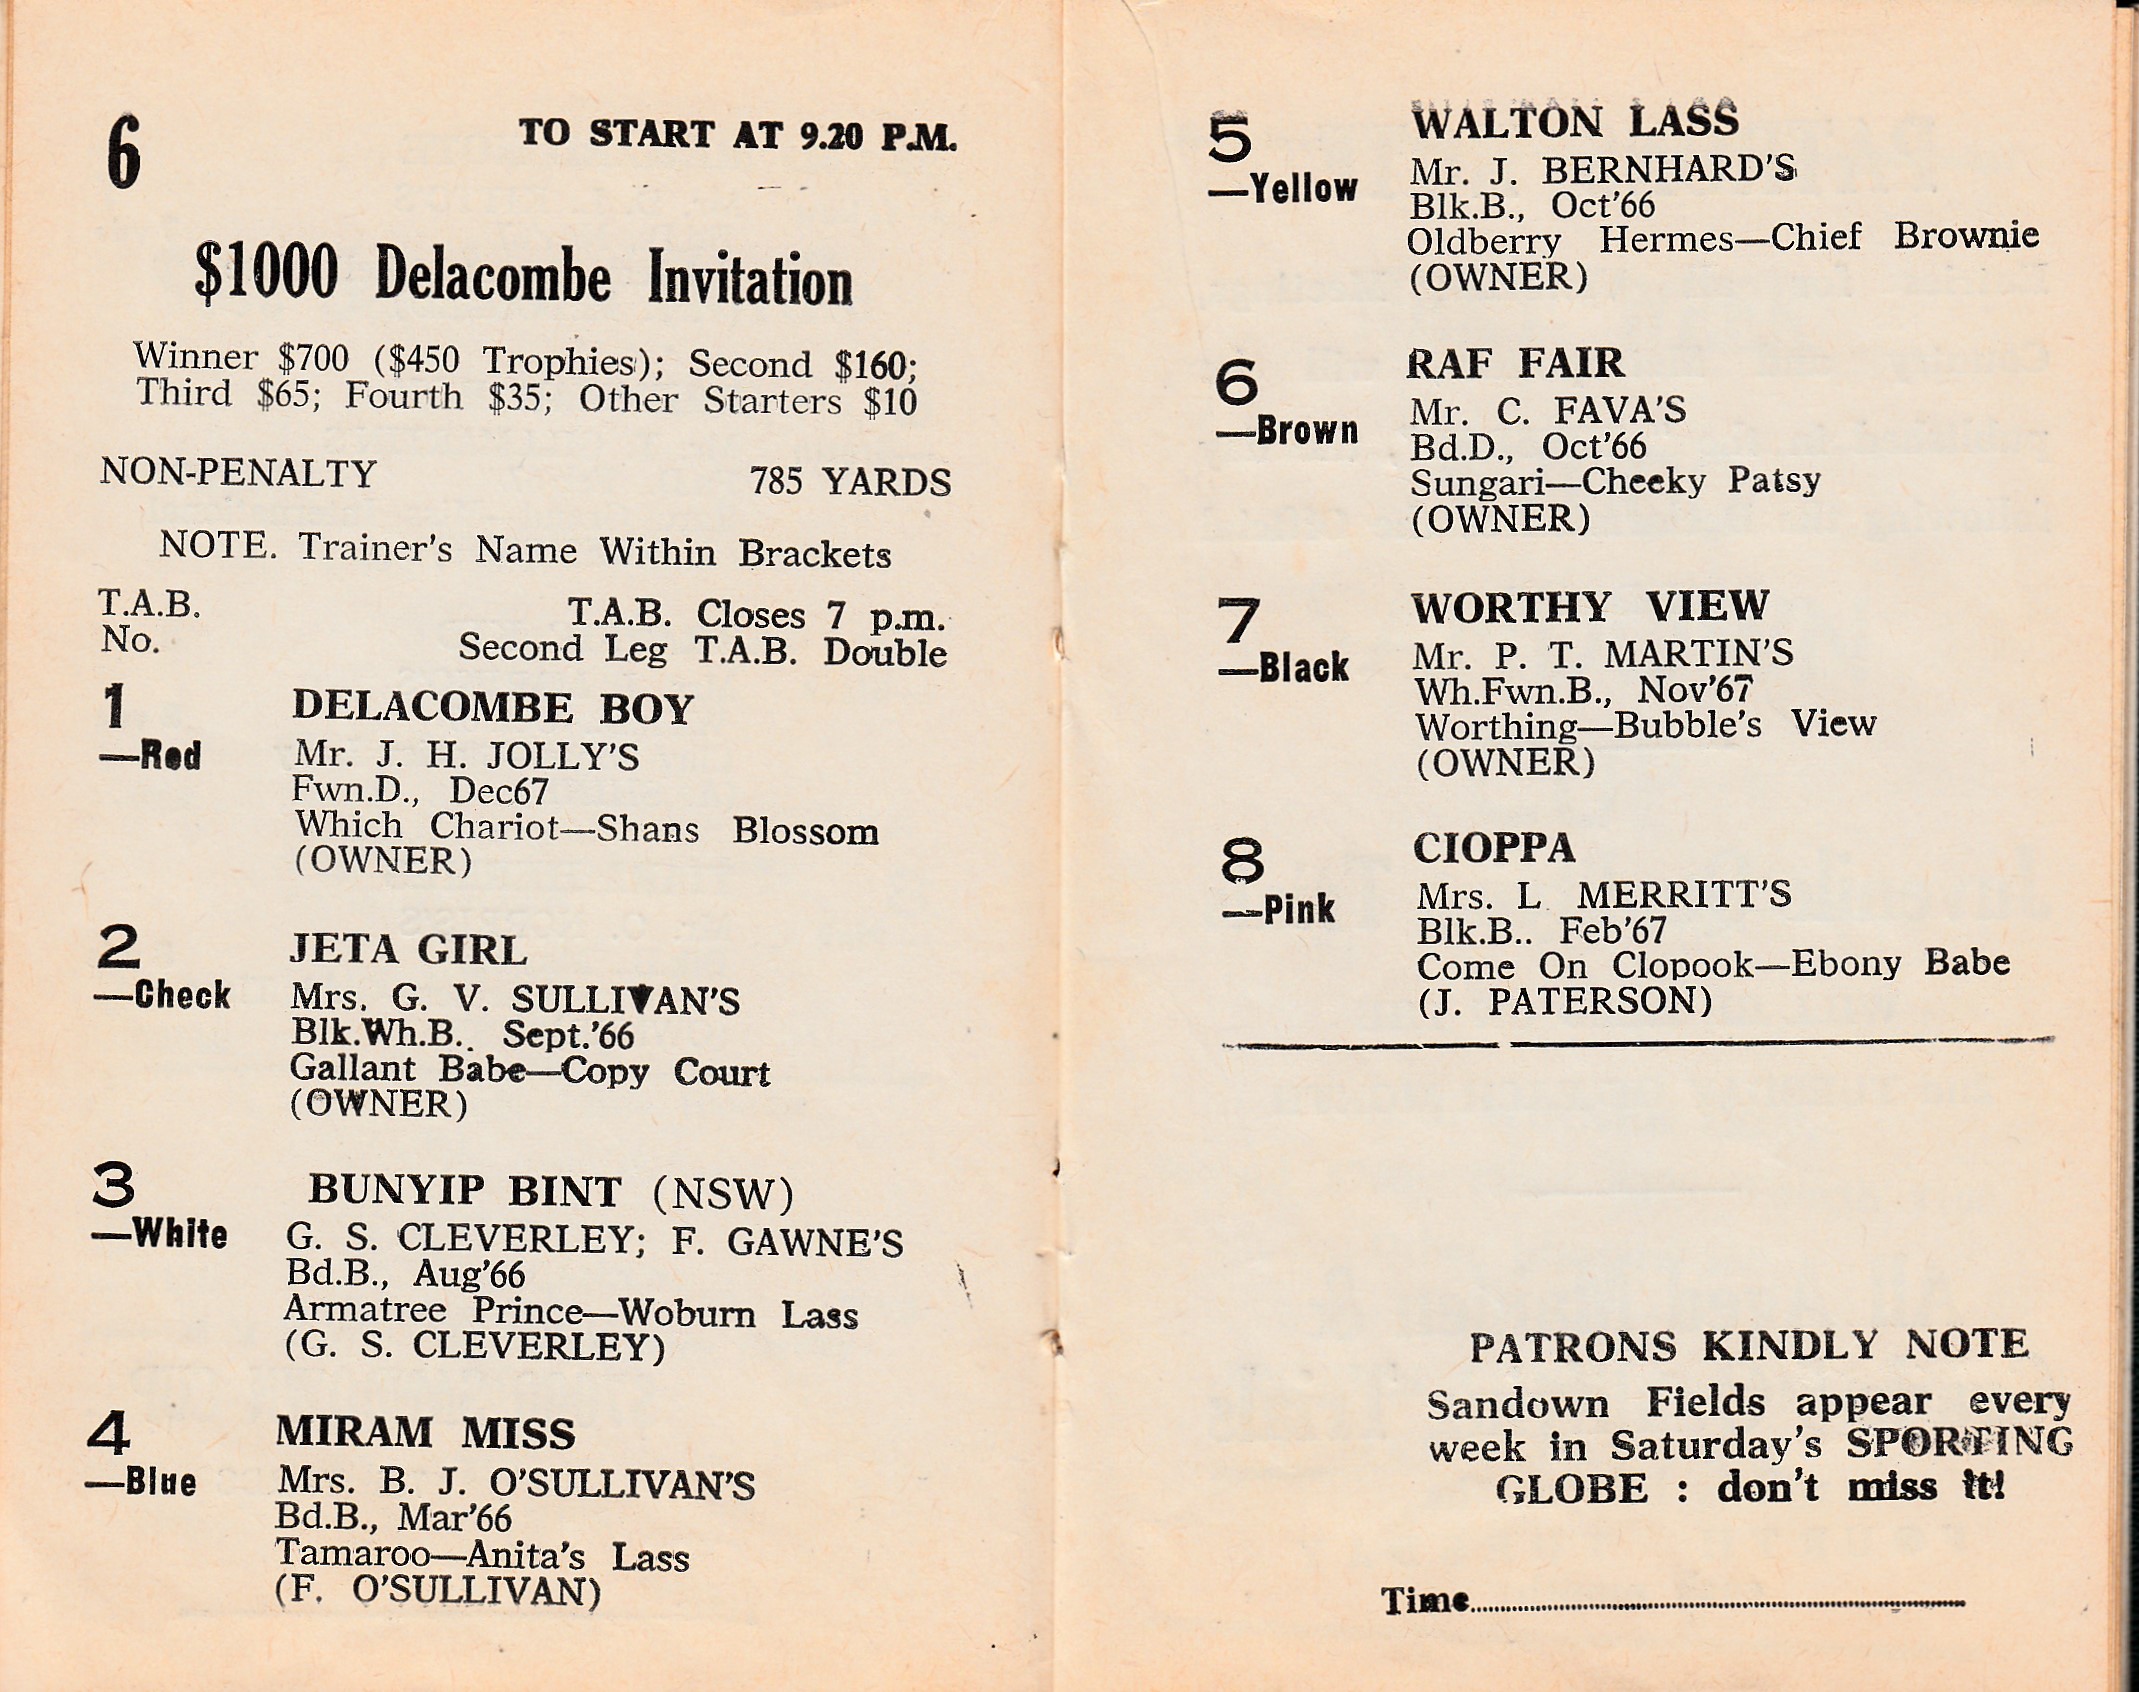 6
TO START AT 9.20 P.M.
$1000 Delacombe Invitation
Winner $700 ($450 Trophies); Second $160;
Third $65; Fourth $35; Other Starters $10
NON-PENALTY 785 YARDS
NOTE. Trainer's Name Within Brackets
T.A.B. T.A.B. Closes 7 p.m.
No. Second Leg T.A.B. Double
1 DELACOMBE BOY
—Red Mr. J. H. JOLLY'S
Fwn.D., Dec67
Which Chariot—Shans Blossom
(OWNER)
2 JETA GIRL
—Check Mrs. G. V. SULLIVAN'S
Blk.Wh.B.. Sept.'66
Gallant Babe—Copy Court
(OWNER)
3 BUNYIP BINT (NSW)
—White G. S. CLEVERLEY; F. GAWNE'S
Bd.B., Aug'66
Armatree Prince—Woburn Lass
(G. S. CLEVERLEY)
4 MIRAM MISS
—Blue Mrs. B. J. O'SULLIVAN'S
Bd.B., Mar'66
Tamaroo—Anita's Lass
(F. O'SULLIVAN)
5 WALTON LASS
—Yellow Mr. J. BERNHARD'S
Blk.B., Oct'66
Oldberry Hermes—Chief Brownie
(OWNER)
6 RAF FAIR
—Brown Mr. C. FAVA'S
Bd.D., Oct'66
Sungari—Cheeky Patsy
(OWNER)
7 WORTHY VIEW
—Black Mr. P. T. MARTIN'S
Wh.Fwn.B., Nov'67
Worthing—Bubble's View
(OWNER)
8 CIOPPA
—Pink Mrs. L. MERRITT'S
Blk.B.. Feb'67
Come On Clopook—Ebony Babe
(J. PATERSON)
PATRONS KINDLY NOTE
Sandown Fields appear every
week in Saturday's SPORTING
GLOBE : don't miss it!
Time....................